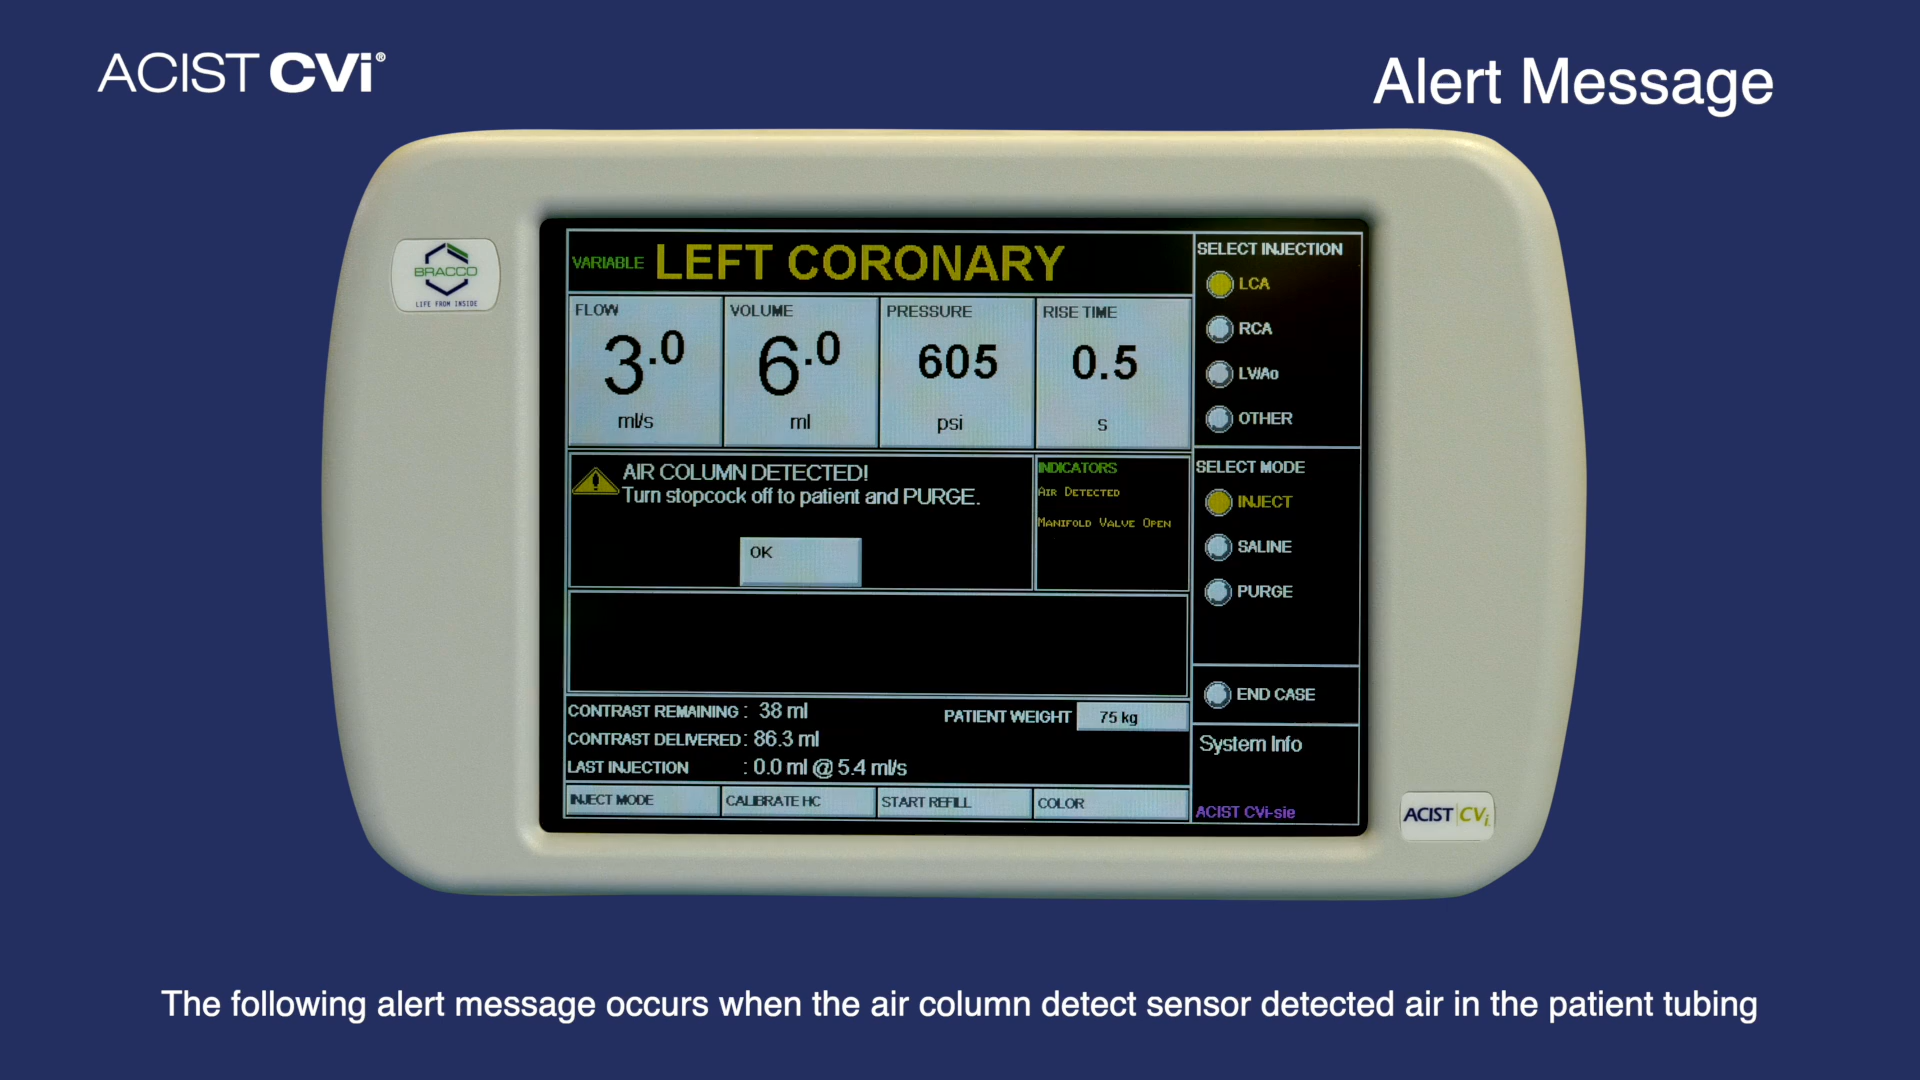 ACIST CVi®
Alert Message
BRACCO
LIFE FROM INSIDE
VARIABLE LEFT CORONARY
FLOW
3.0
ml/s
VOLUME
6.0
ml
PRESSURE
605
psi
RISE TIME
0.5
s
AIR COLUMN DETECTED!
Turn stopcock off to patient and PURGE.
OK
INDICATORS
AIR DETECTED
MANIFOLD VALVE OPEN
CONTRAST REMAINING : 38 ml
PATIENT WEIGHT 75 kg
CONTRAST DELIVERED : 86.3 ml
LAST INJECTION : 0.0 ml @ 5.4 ml/s
INJECT MODE
CALIBRATE HC
START REFILL
COLOR
SELECT INJECTION
LCA
RCA
LV/Ao
OTHER
SELECT MODE
INJECT
SALINE
PURGE
END CASE
System Info
ACIST CVi-sie
ACIST CVi
The following alert message occurs when the air column detect sensor detected air in the patient tubing